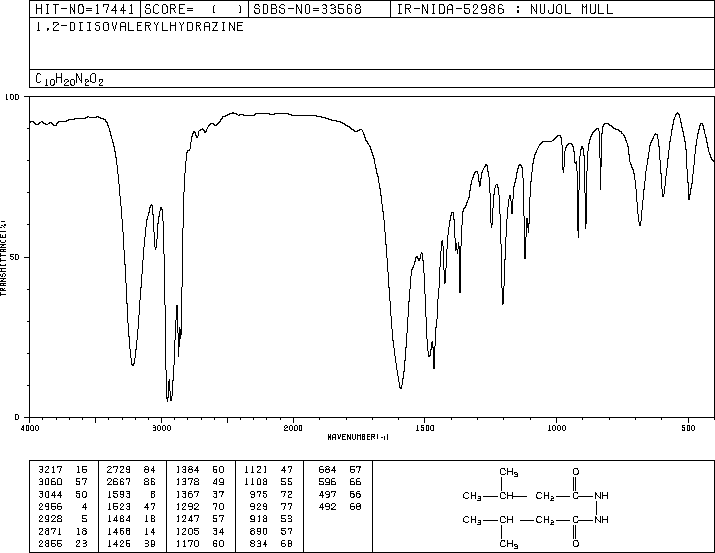 HIT-NO=17441 SCORE= ( ) SDBS-NO=33568 IR-NIDA-52986 : NUJOL MULL
1,2-DIISOVALERYLHYDRAZINE
C10H20N2O2
100
50
0
TRANSMITTANCE(%)
4000 3000 2000 1500 1000 500
WAVENUMBER(-1)
3217 16 2729 84 1384 60 1121 47 684 57
3060 57 2667 86 1378 49 1108 55 596 66
3044 50 1593 8 1367 37 975 72 497 66
2956 4 1523 47 1292 70 929 77 492 68
2928 5 1484 18 1247 57 918 53
2871 18 1468 14 1205 34 890 57
2855 23 1426 39 1170 60 834 68
CH3 O
CH3 CH CH2 C NH
CH3 CH CH2 C NH
CH3 O